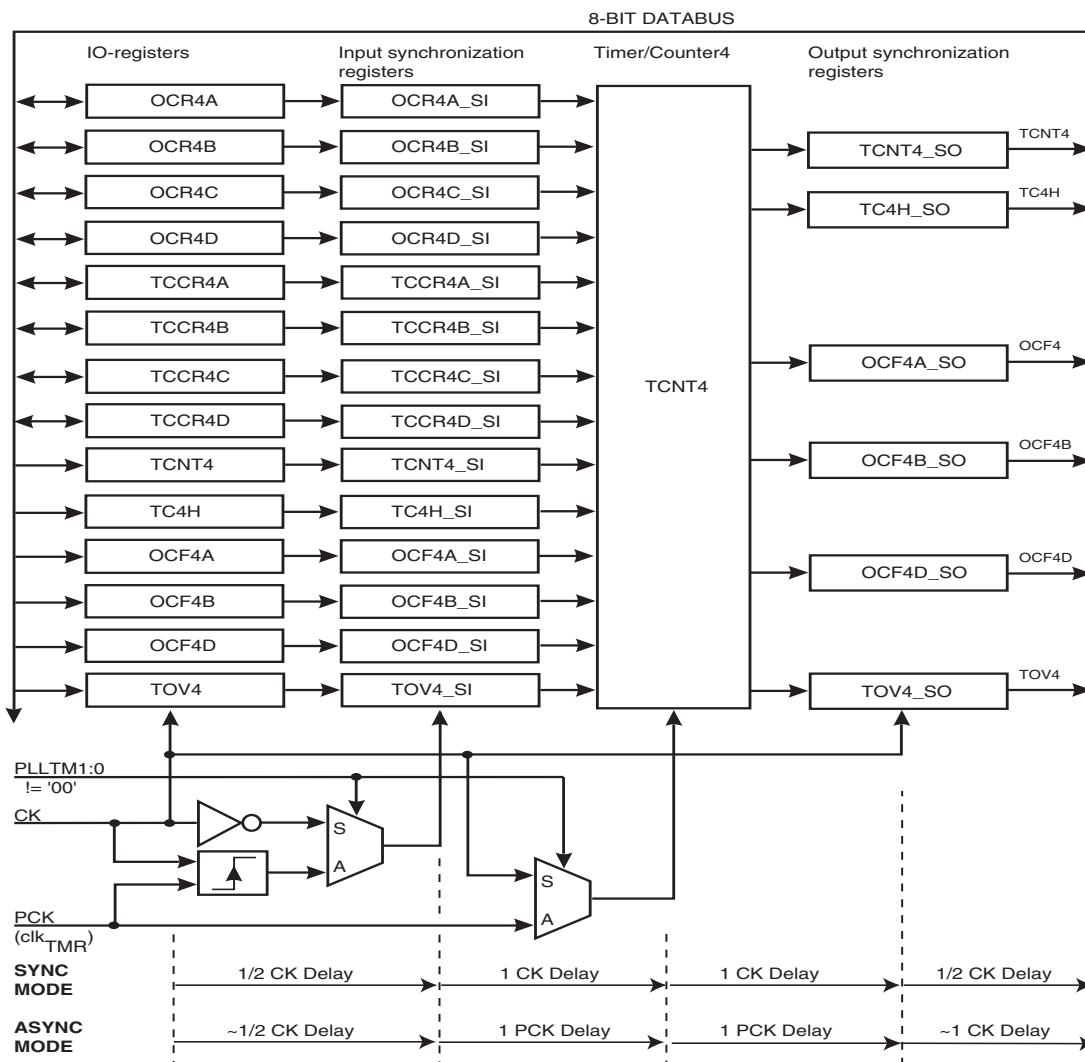 8-BIT DATABUS
IO-registers
Input synchronization
registers
Timer/Counter4
Output synchronization
registers
OCR4A
OCR4A_SI
OCR4B
OCR4B_SI
OCR4C
OCR4C_SI
OCR4D
OCR4D_SI
TCCR4A
TCCR4A_SI
TCCR4B
TCCR4B_SI
TCCR4C
TCCR4C_SI
TCCR4D
TCCR4D_SI
TCNT4
TCNT4_SI
TC4H
TC4H_SI
OCF4A
OCF4A_SI
OCF4B
OCF4B_SI
OCF4D
OCF4D_SI
TOV4
TOV4_SI
TCNT4
TCNT4_SO
TCNT4
TC4H_SO
TC4H
OCF4A_SO
OCF4
OCF4B_SO
OCF4B
OCF4D_SO
OCF4D
TOV4_SO
TOV4
PLLTM1:0
!= '00'
CK
S
A
S
A
PCK
(clkTMR)
SYNC
MODE
1/2 CK Delay
1 CK Delay
1 CK Delay
1/2 CK Delay
ASYNC
MODE
~1/2 CK Delay
1 PCK Delay
1 PCK Delay
~1 CK Delay